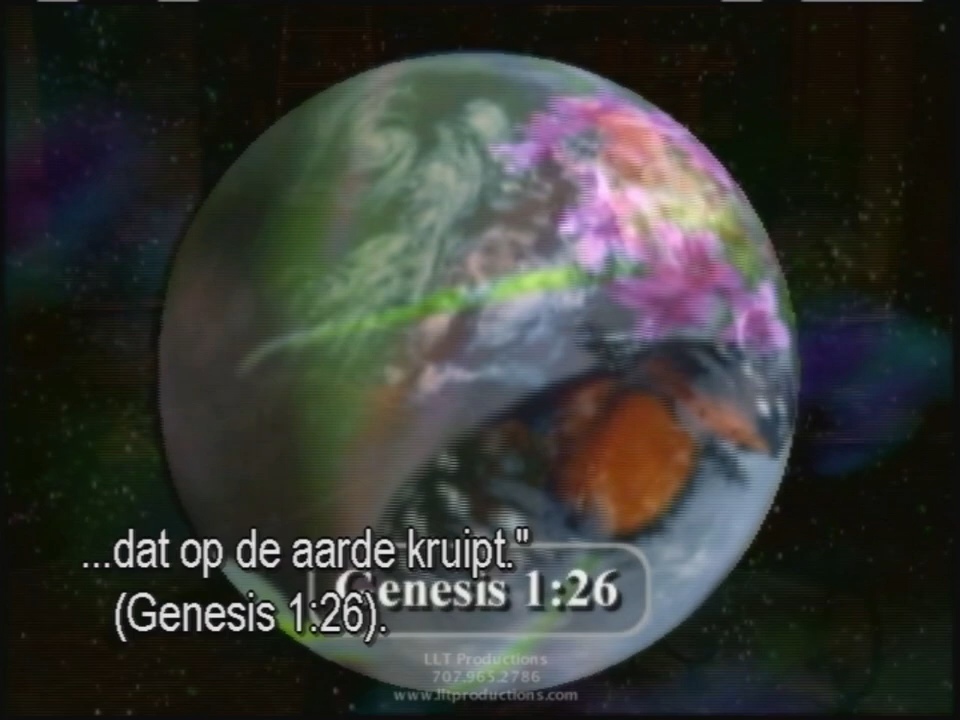 ...dat op de aarde kruipt."
(Genesis 1:26).
Genesis 1:26
LLT Productions
707.965.2786
www.lltproductions.com